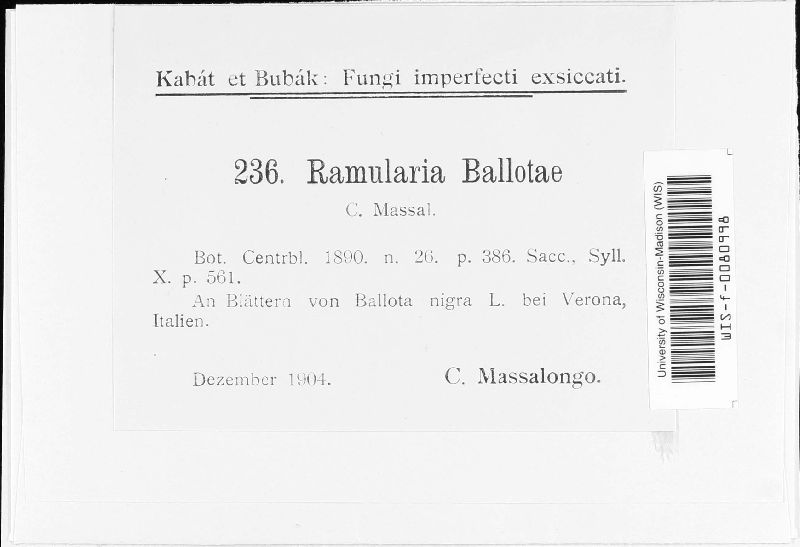 Kabát et Bubák: Fungi imperfecti exsiccati.
236. Ramularia Ballotae
C. Massal.
Bot. Centrbl. 1890. n. 26. p. 386. Sacc., Syll.
X. p. 561.
An Blättern von Ballota nigra L. bei Verona,
Italien.
Dezember 1904.
C. Massalongo.
University of Wisconsin-Madison (WIS)
WIS-f-0080998